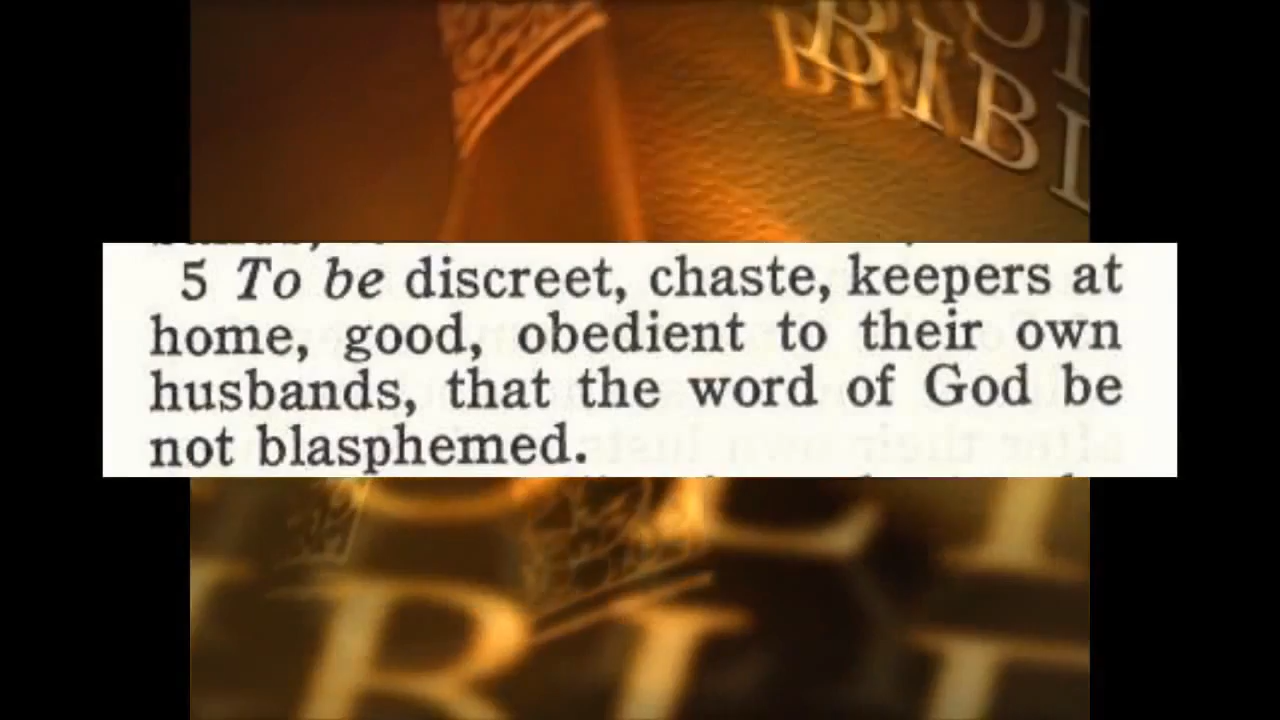 BIBL
5 To be discreet, chaste, keepers at
home, good, obedient to their own
husbands, that the word of God be
not blasphemed.